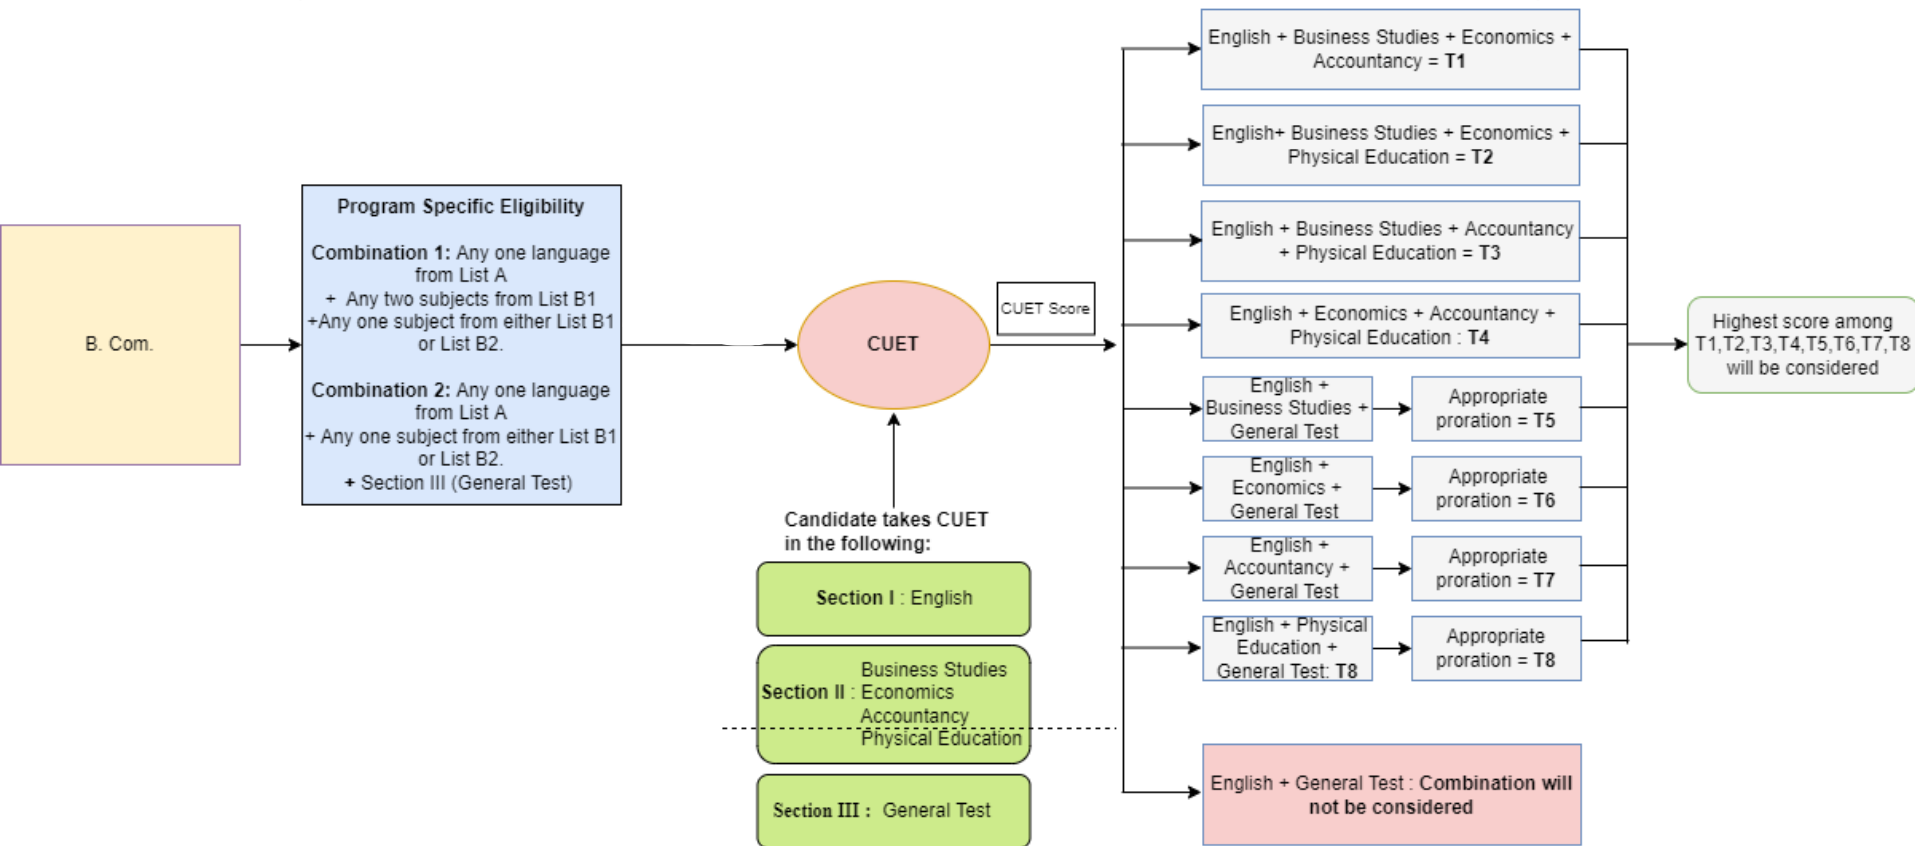 B. Com.
Program Specific Eligibility
Combination 1: Any one language
from List A
+ Any two subjects from List B1
+Any one subject from either List B1
or List B2.
Combination 2: Any one language
from List A
+ Any one subject from either List B1
or List B2.
+ Section III (General Test)
CUET
CUET Score
Candidate takes CUET
in the following:
Section I : English
Business Studies
Section II : Economics
Accountancy
Physical Education
Section III : General Test
English + Business Studies + Economics +
Accountancy = T1
English+ Business Studies + Economics +
Physical Education = T2
English + Business Studies + Accountancy
+ Physical Education = T3
English + Economics + Accountancy +
Physical Education : T4
English +
Business Studies +
General Test
Appropriate
proration = T5
English +
Economics +
General Test
Appropriate
proration = T6
English +
Accountancy +
General Test
Appropriate
proration = T7
English + Physical
Education +
General Test: T8
Appropriate
proration = T8
English + General Test : Combination will
not be considered
Highest score among
T1,T2,T3,T4,T5,T6,T7,T8
will be considered